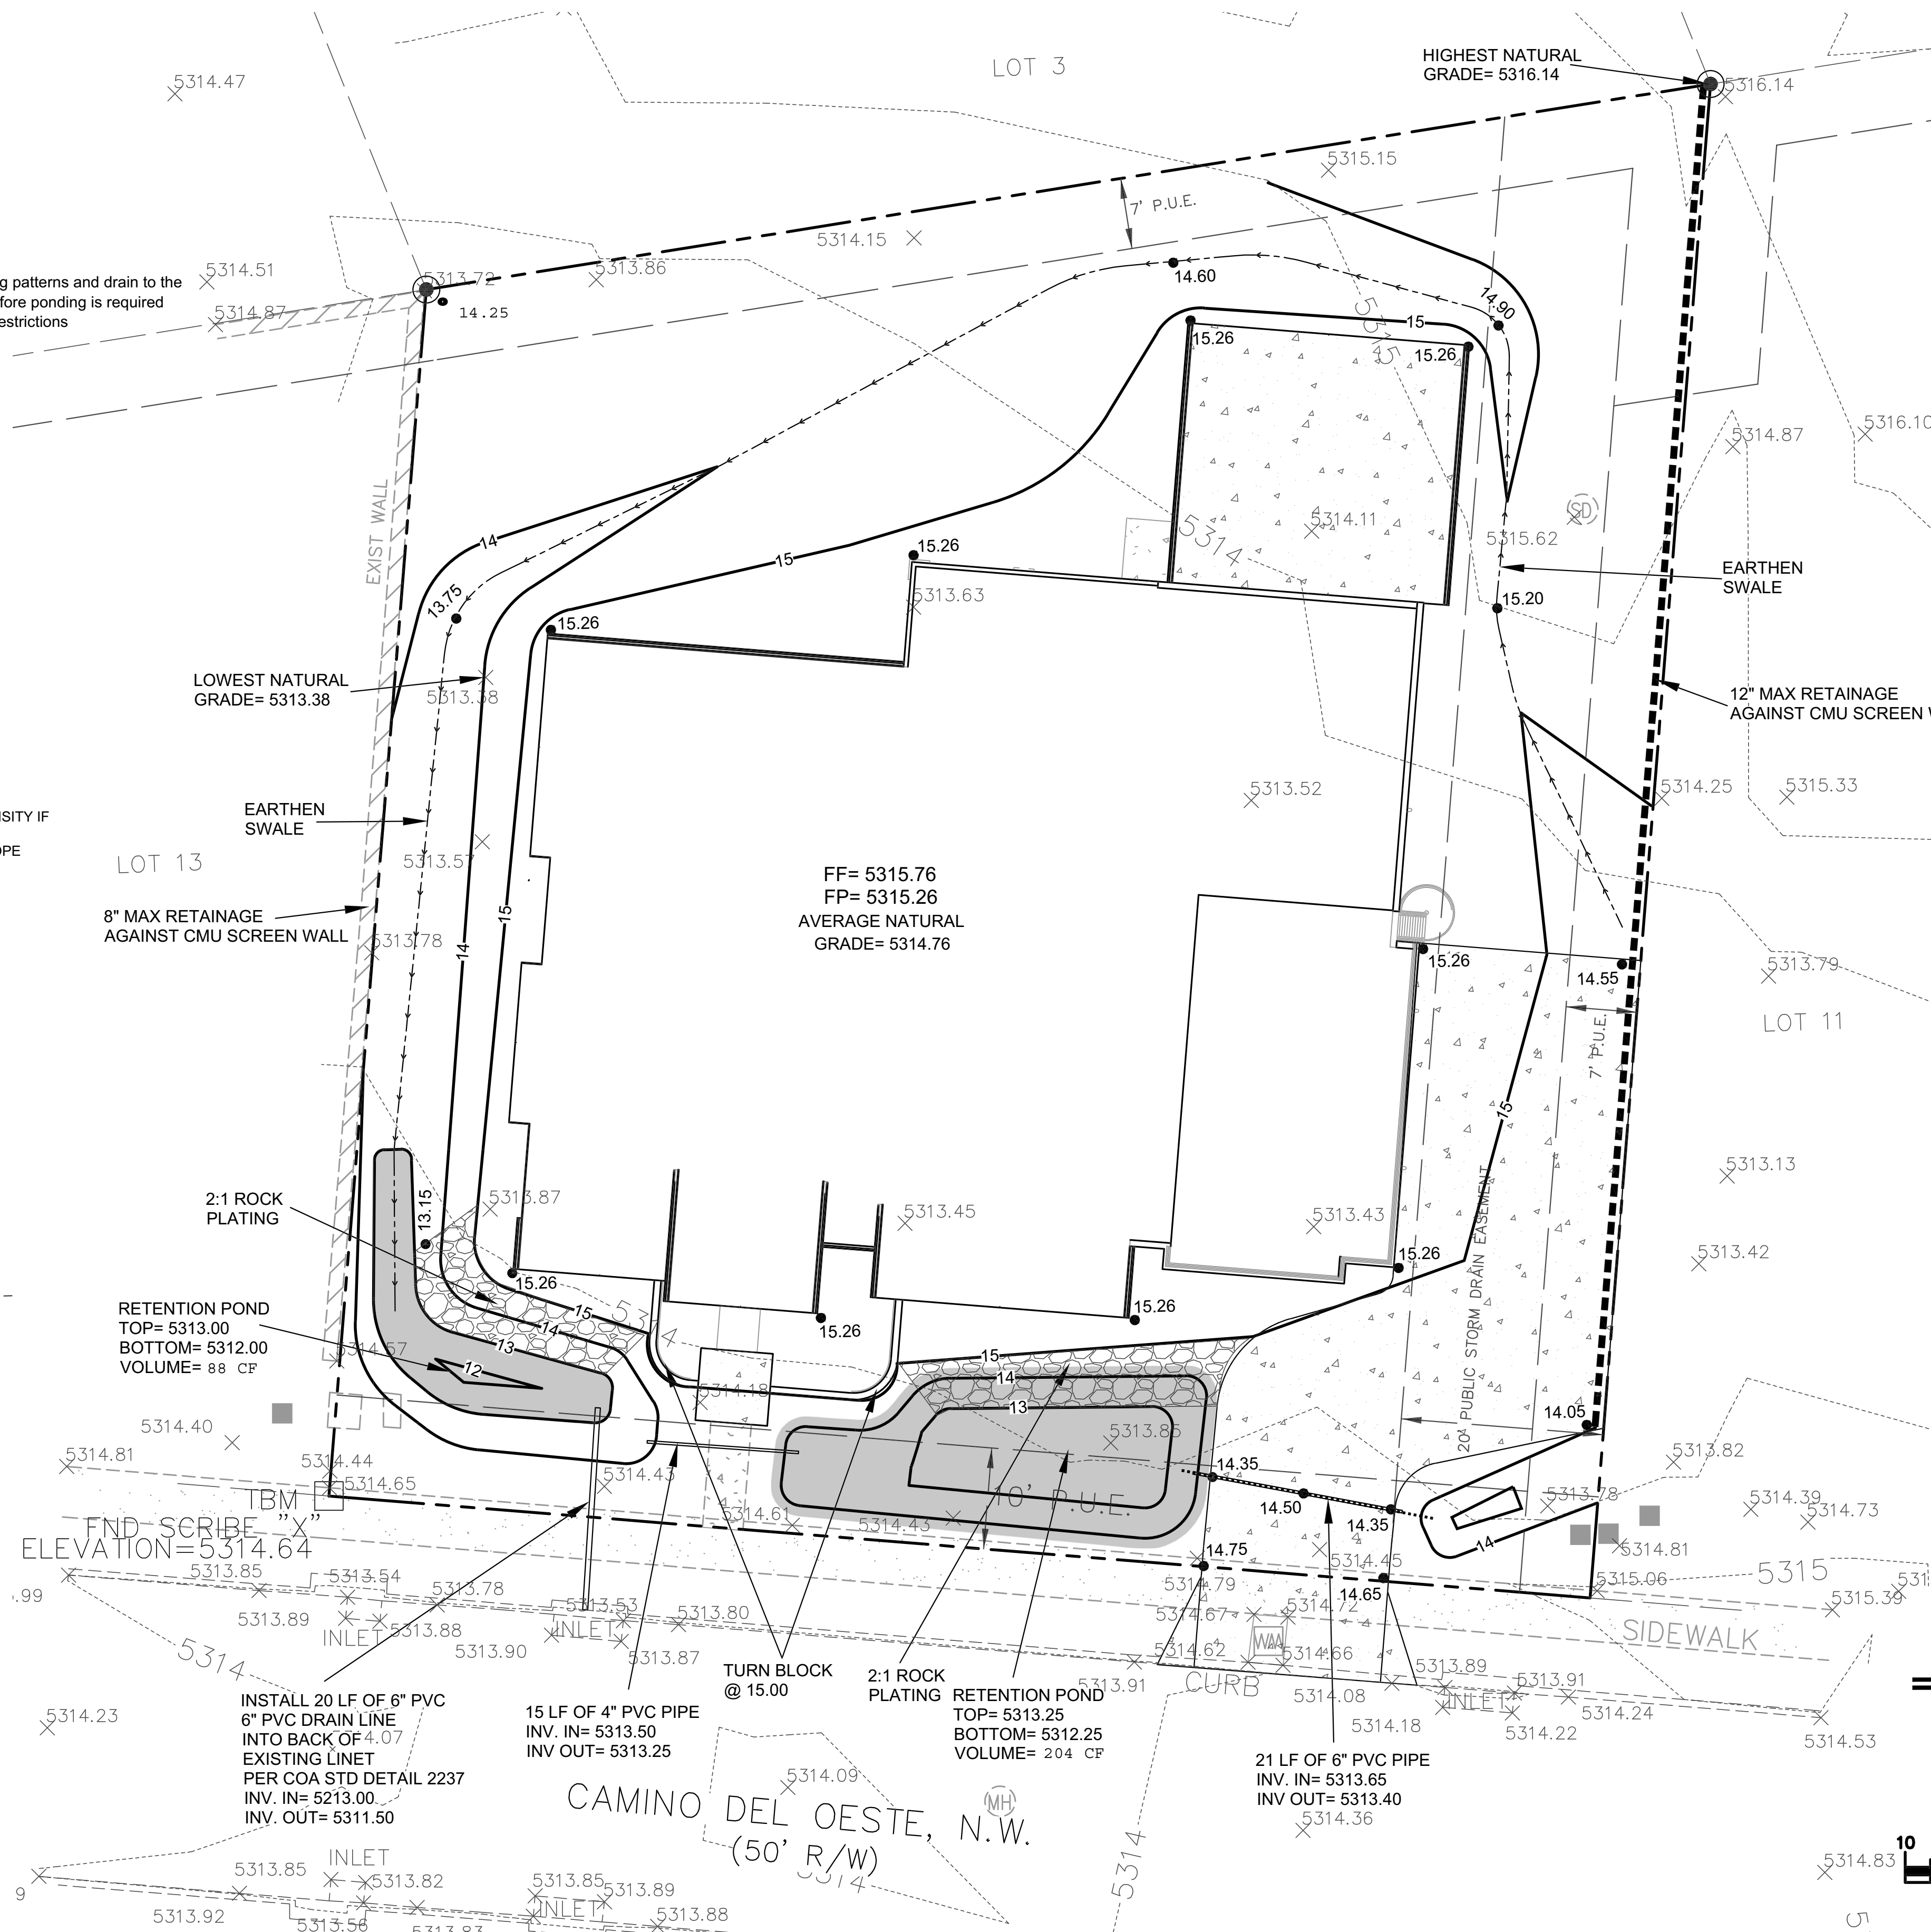 LOT 3
HIGHEST NATURAL
GRADE= 5316.14
5316.14
5314.47
5315.15
7' P.U.E.
5314.15
5313.86
5313.72
14.25
5314.51
5314.87
g patterns and drain to the
fore ponding is required
estrictions
14.60
14.90
5315
15
15.26
15.26
5316.10
5314.87
SD
5315.62
5314.11
5314
EARTHEN
SWALE
15.20
EXIST WALL
14
15
15.26
5313.63
13.75
15.26
LOWEST NATURAL
GRADE= 5313.38
5313.38
12" MAX RETAINAGE
AGAINST CMU SCREEN
5314.25
5315.33
5313.52
EARTHEN
SWALE
SITY IF
OPE
LOT 13
5313.57
FF= 5315.76
FP= 5315.26
AVERAGE NATURAL
GRADE= 5314.76
8" MAX RETAINAGE
AGAINST CMU SCREEN WALL
5313.78
14
15
15.26
14.55
5313.79
LOT 11
7' P.U.E.
15
20' PUBLIC STORM DRAIN EASEMENT
5313.13
5313.42
2:1 ROCK
PLATING
13.15
5313.87
5313.45
5313.43
15.26
15.26
15.26
15.26
RETENTION POND
TOP= 5313.00
BOTTOM= 5312.00
VOLUME= 88 CF
5314.57
15
14
13
12
5314
5314.18
15
14
13
5313.85
14.05
5313.82
5314.40
5314.81
5314.44
5314.65
TBM
FND SCRIBE "X"
ELEVATION=5314.64
5314.43
5314.61
5314.43
10' P.U.E.
14.35
14.50
14.35
14
5313.78
5314.39
5314.73
5314.81
14.75
5314.79
5314.45
14.65
5315.06
5315
5315.39
.99
5313.85
5313.54
5313.78
5313.53
5313.80
5313.89
INLET
5313.88
5313.90
INLET
5313.87
5314.67
5314.72
5314.62
WM
5314.66
SIDEWALK
5314
5313.91
CURB
5314.08
5313.89
5313.91
INLET
5314.24
5314.18
5314.22
5314.53
5314.23
INSTALL 20 LF OF 6" PVC
6" PVC DRAIN LINE
INTO BACK OF
5314.07
EXISTING LINET
PER COA STD DETAIL 2237
INV. IN= 5213.00
INV. OUT= 5311.50
15 LF OF 4" PVC PIPE
INV. IN= 5313.50
INV OUT= 5313.25
TURN BLOCK
@ 15.00
2:1 ROCK
PLATING
RETENTION POND
TOP= 5313.25
BOTTOM= 5312.25
VOLUME= 204 CF
21 LF OF 6" PVC PIPE
INV. IN= 5313.65
INV OUT= 5313.40
5314.09
CAMINO DEL OESTE, N.W.
(50' R/W)
MH
5314
5314
5314.36
10
5314.83
INLET
5313.85
5313.82
5313.85
5313.89
9
5313.92
5313.56
5313.83
INLET
5313.88